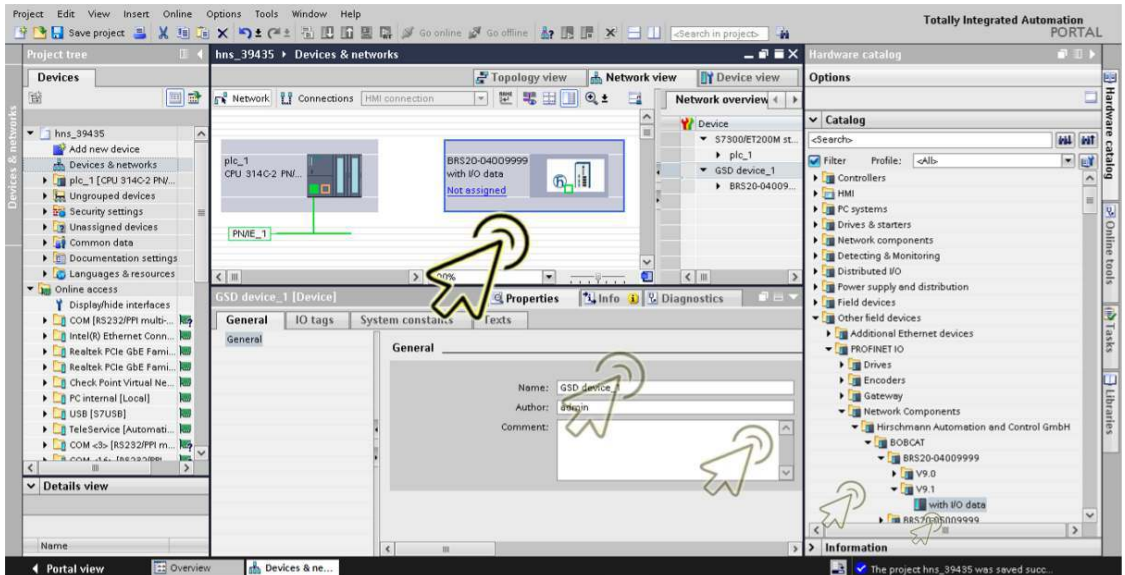 Project Edit View Insert Online Options Tools Window Help
Totally Integrated Automation
PORTAL
Save project
Go online
Go offline
<Search in project>
Project tree
Devices
Devices & networks
hns_39435
Add new device
Devices & networks
plc_1 [CPU 314C-2 PN/...
Ungrouped devices
Security settings
Unassigned devices
Common data
Documentation settings
Languages & resources
Online access
Display/hide interfaces
COM [RS232/PPI multi-...
Intel(R) Ethernet Conn...
Realtek PCIe GbE Fami...
Realtek PCIe GbE Fami...
Check Point Virtual Ne...
PC internal [Local]
USB [S7USB]
TeleService [Automati...
COM <3> [RS232/PPI m...
Details view
Name
hns_39435 Devices & networks
Topology view
Network view
Device view
Network
Connections
HMI connection
Network overview
plc_1
CPU 314C-2 PN/...
BRS20-04009999
with I/O data
Not assigned
PN/IE_1
Device
S7300/ET200M st...
plc_1
GSD device_1
BRS20-04009...
GSD device_1 [Device]
Properties
Info
Diagnostics
General
IO tags
System constants
Texts
General
General
Name: GSD device_1
Author: admin
Comment:
Hardware catalog
Options
Catalog
<Search>
Filter Profile: <All>
Controllers
HMI
PC systems
Drives & starters
Network components
Detecting & Monitoring
Distributed I/O
Power supply and distribution
Field devices
Other field devices
Additional Ethernet devices
PROFINET IO
Drives
Encoders
Gateway
Network Components
Hirschmann Automation and Control GmbH
BOBCAT
BRS20-04009999
V9.0
V9.1
with I/O data
Information
Hardware catalog
Online tools
Tasks
Libraries
Portal view
Overview
Devices & ne...
The project hns_39435 was saved succ...